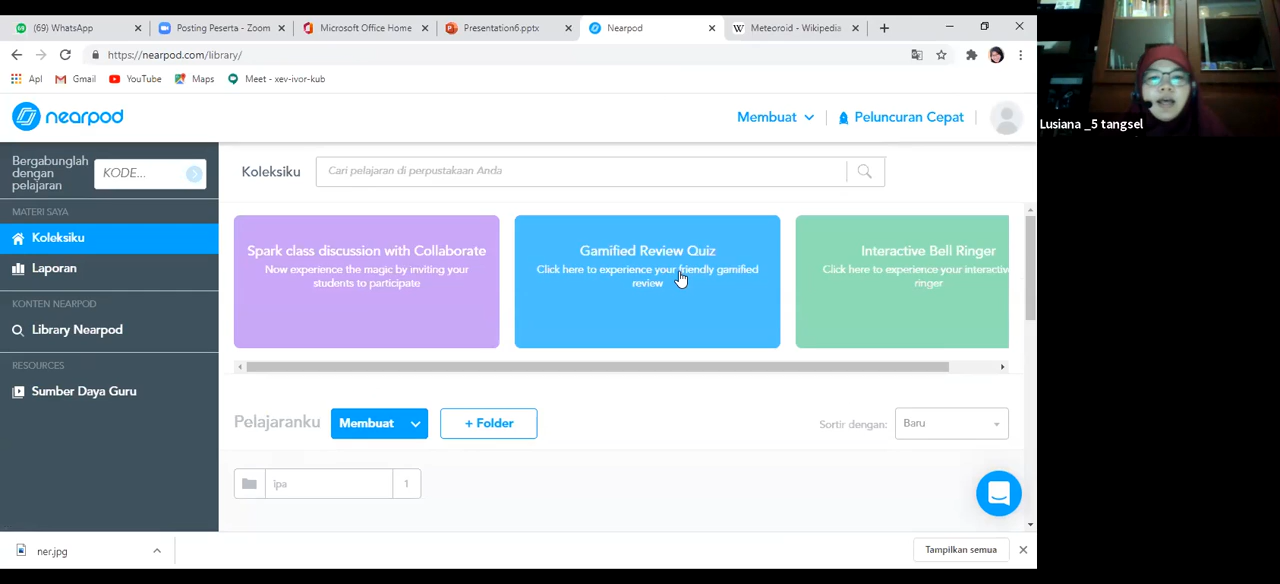 (69) WhatsApp
Posting Peserta - Zoom
Microsoft Office Home
Presentation6.pptx
Nearpod
Meteoroid - Wikipedia
https://nearpod.com/library/
Apl
Gmail
YouTube
Maps
Meet - xev-ivor-kub
Lusiana _5 tangsel
nearpod
Membuat
Peluncuran Cepat
Bergabunglah
dengan
pelajaran
KODE...
MATERI SAYA
Koleksiku
Laporan
KONTEN NEARPOD
Library Nearpod
RESOURCES
Sumber Daya Guru
Koleksiku
Cari pelajaran di perpustakaan Anda
Spark class discussion with Collaborate
Now experience the magic by inviting your
students to participate
Gamified Review Quiz
Click here to experience your friendly gamified
review
Interactive Bell Ringer
Click here to experience your interactive
ringer
Pelajaranku
Membuat
+ Folder
Sortir dengan:
Baru
ipa
1
ner.jpg
Tampilkan semua